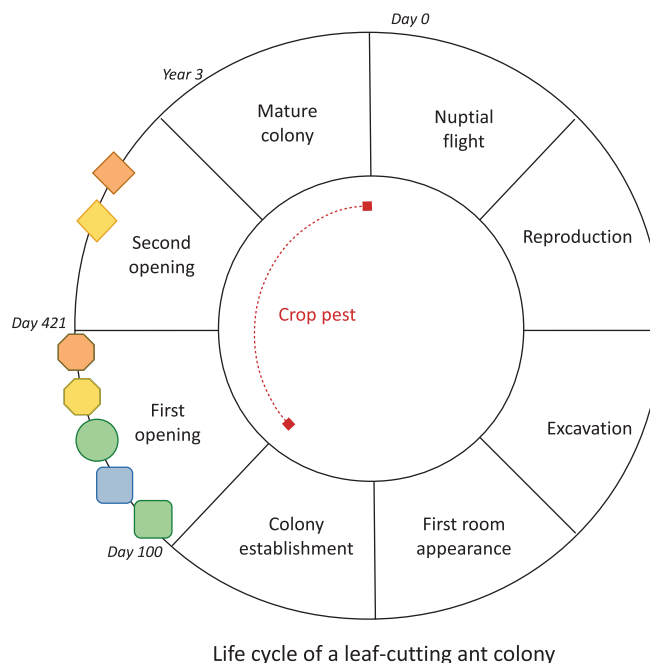 Day 0
Year 3
Mature
colony
Nuptial
flight
Reproduction
Second
opening
Crop pest
Day 421
First
opening
Excavation
Colony
establishment
First room
appearance
Day 100
Life cycle of a leaf-cutting ant colony